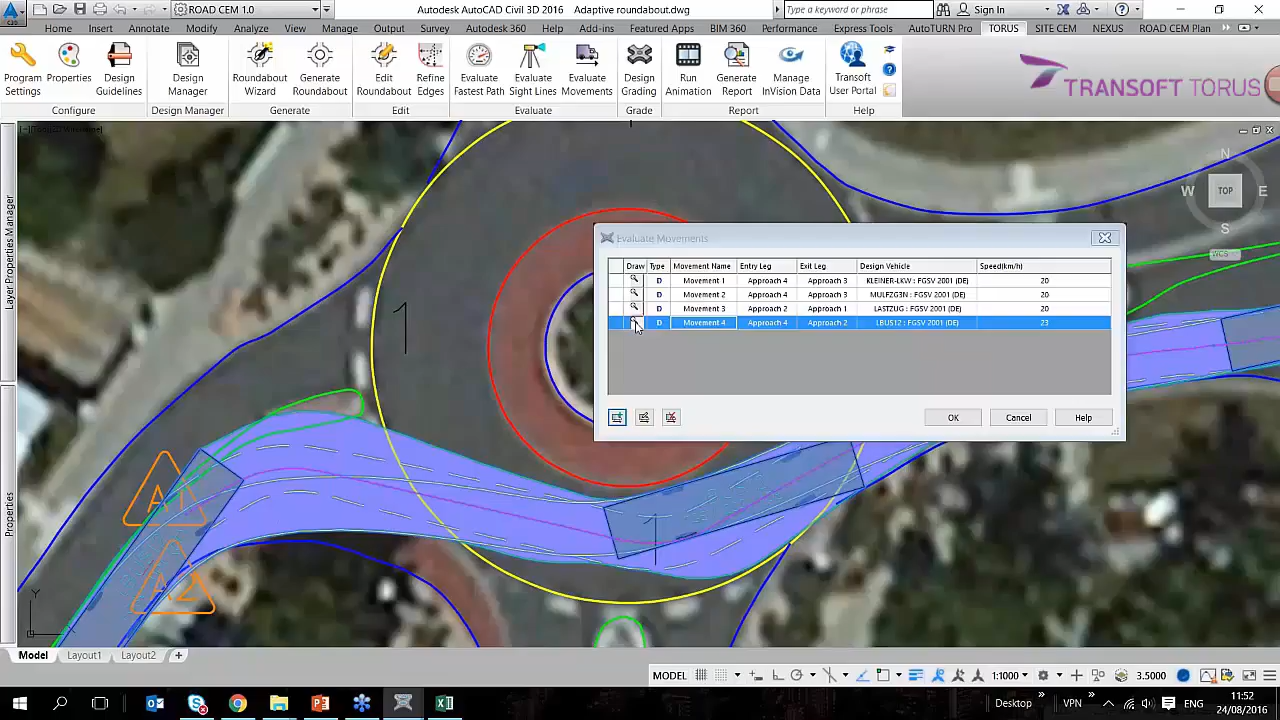 ROAD CEM 1.0
Autodesk AutoCAD Civil 3D 2016 Adaptive roundabout.dwg
Type a keyword or phrase
Sign In
Home Insert Annotate Modify Analyze View Manage Output Survey Autodesk 360 Help Add-ins Featured Apps BIM 360 Performance Express Tools AutoTURN Pro TORUS SITE CEM NEXUS ROAD CEM Plan
Program Settings
Properties
Design Guidelines
Design Manager
Roundabout Wizard
Generate Roundabout
Edit Roundabout
Refine Edges
Evaluate Fastest Path
Evaluate Sight Lines
Evaluate Movements
Design Grading
Run Animation
Generate Report
Manage InVision Data
Transoft User Portal
TRANSOFT TORUS
Configure Design Manager Generate Edit Evaluate Grade Report Help
N
W TOP E
S
WCS
Layer Properties Manager
Properties
1
A1
A2
1
Evaluate Movements
Draw Type Movement Name Entry Leg Exit Leg Design Vehicle Speed(km/h)
D Movement 1 Approach 4 Approach 3 KLEINER-LKW : FGSV 2001 (DE) 20
D Movement 2 Approach 4 Approach 3 MULFZG3N : FGSV 2001 (DE) 20
D Movement 3 Approach 2 Approach 1 LASTZUG : FGSV 2001 (DE) 20
D Movement 4 Approach 4 Approach 2 LBUS12 : FGSV 2001 (DE) 23
OK Cancel Help
Y
Model Layout1 Layout2 +
MODEL 1:1000 3.5000
Desktop VPN ENG
11:52
24/08/2016